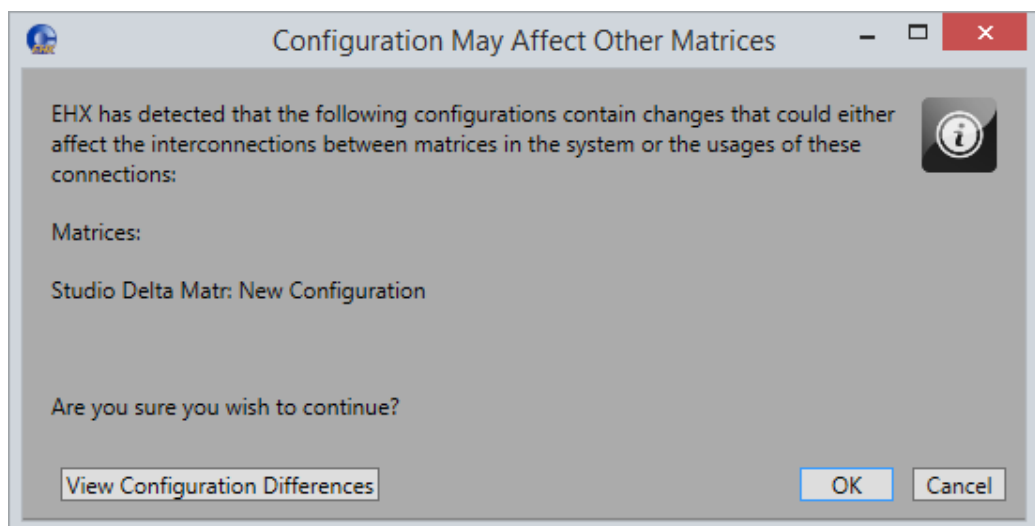 Configuration May Affect Other Matrices
EHX has detected that the following configurations contain changes that could either
affect the interconnections between matrices in the system or the usages of these
connections:
Matrices:
Studio Delta Matr: New Configuration
Are you sure you wish to continue?
View Configuration Differences
OK
Cancel